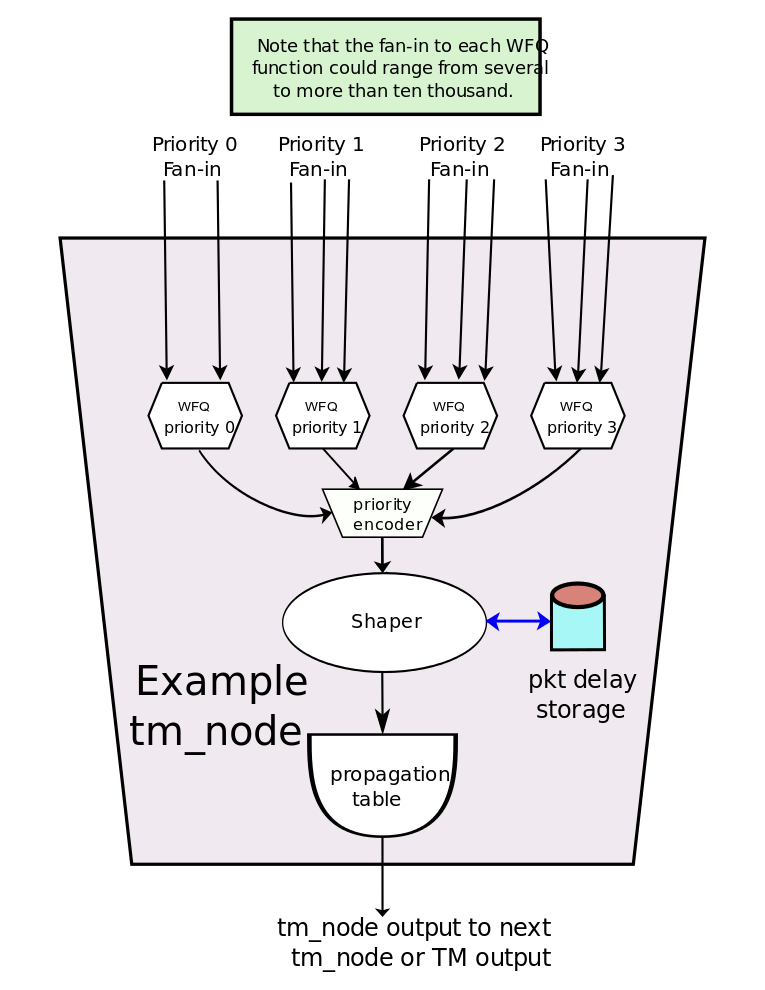 Note that the fan-in to each WFQ
function could range from several
to more than ten thousand.
Priority 0
Fan-in
Priority 1
Fan-in
Priority 2
Fan-in
Priority 3
Fan-in
WFQ
priority 0
WFQ
priority 1
WFQ
priority 2
WFQ
priority 3
priority
encoder
Shaper
pkt delay
storage
Example
tm_node
propagation
table
tm_node output to next
tm_node or TM output